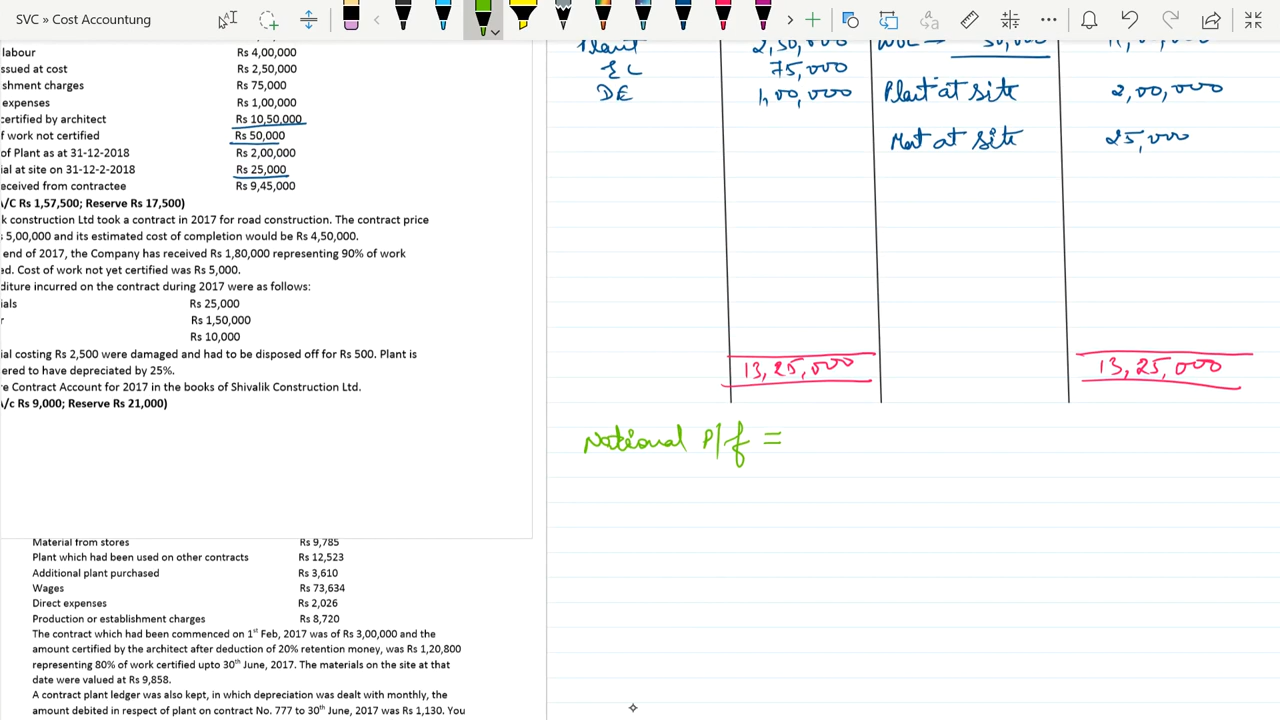 SVC » Cost Accountung
labour Rs 4,00,000
ssued at cost Rs 2,50,000
shment charges Rs 75,000
expenses Rs 1,00,000
certified by architect Rs 10,50,000
f work not certified Rs 50,000
of Plant as at 31-12-2018 Rs 2,00,000
ial at site on 31-12-2-2018 Rs 25,000
eceived from contractee Rs 9,45,000
/C Rs 1,57,500; Reserve Rs 17,500)
k construction Ltd took a contract in 2017 for road construction. The contract price
s 5,00,000 and its estimated cost of completion would be Rs 4,50,000.
end of 2017, the Company has received Rs 1,80,000 representing 90% of work
ed. Cost of work not yet certified was Rs 5,000.
diture incurred on the contract during 2017 were as follows:
ials Rs 25,000
r Rs 1,50,000
Rs 10,000
ial costing Rs 2,500 were damaged and had to be disposed off for Rs 500. Plant is
ered to have depreciated by 25%.
e Contract Account for 2017 in the books of Shivalik Construction Ltd.
/c Rs 9,000; Reserve Rs 21,000)
Material from stores Rs 9,785
Plant which had been used on other contracts Rs 12,523
Additional plant purchased Rs 3,610
Wages Rs 73,634
Direct expenses Rs 2,026
Production or establishment charges Rs 8,720
The contract which had been commenced on 1st Feb, 2017 was of Rs 3,00,000 and the
amount certified by the architect after deduction of 20% retention money, was Rs 1,20,800
representing 80% of work certified upto 30th June, 2017. The materials on the site at that
date were valued at Rs 9,858.
A contract plant ledger was also kept, in which depreciation was dealt with monthly, the
amount debited in respect of plant on contract No. 777 to 30th June, 2017 was Rs 1,130. You
Plant 2,50,000
75,000
DE 1,00,000 Plant at site 2,00,000
Mat at site 25,000
13,25,000 13,25,000
Notional P/f =